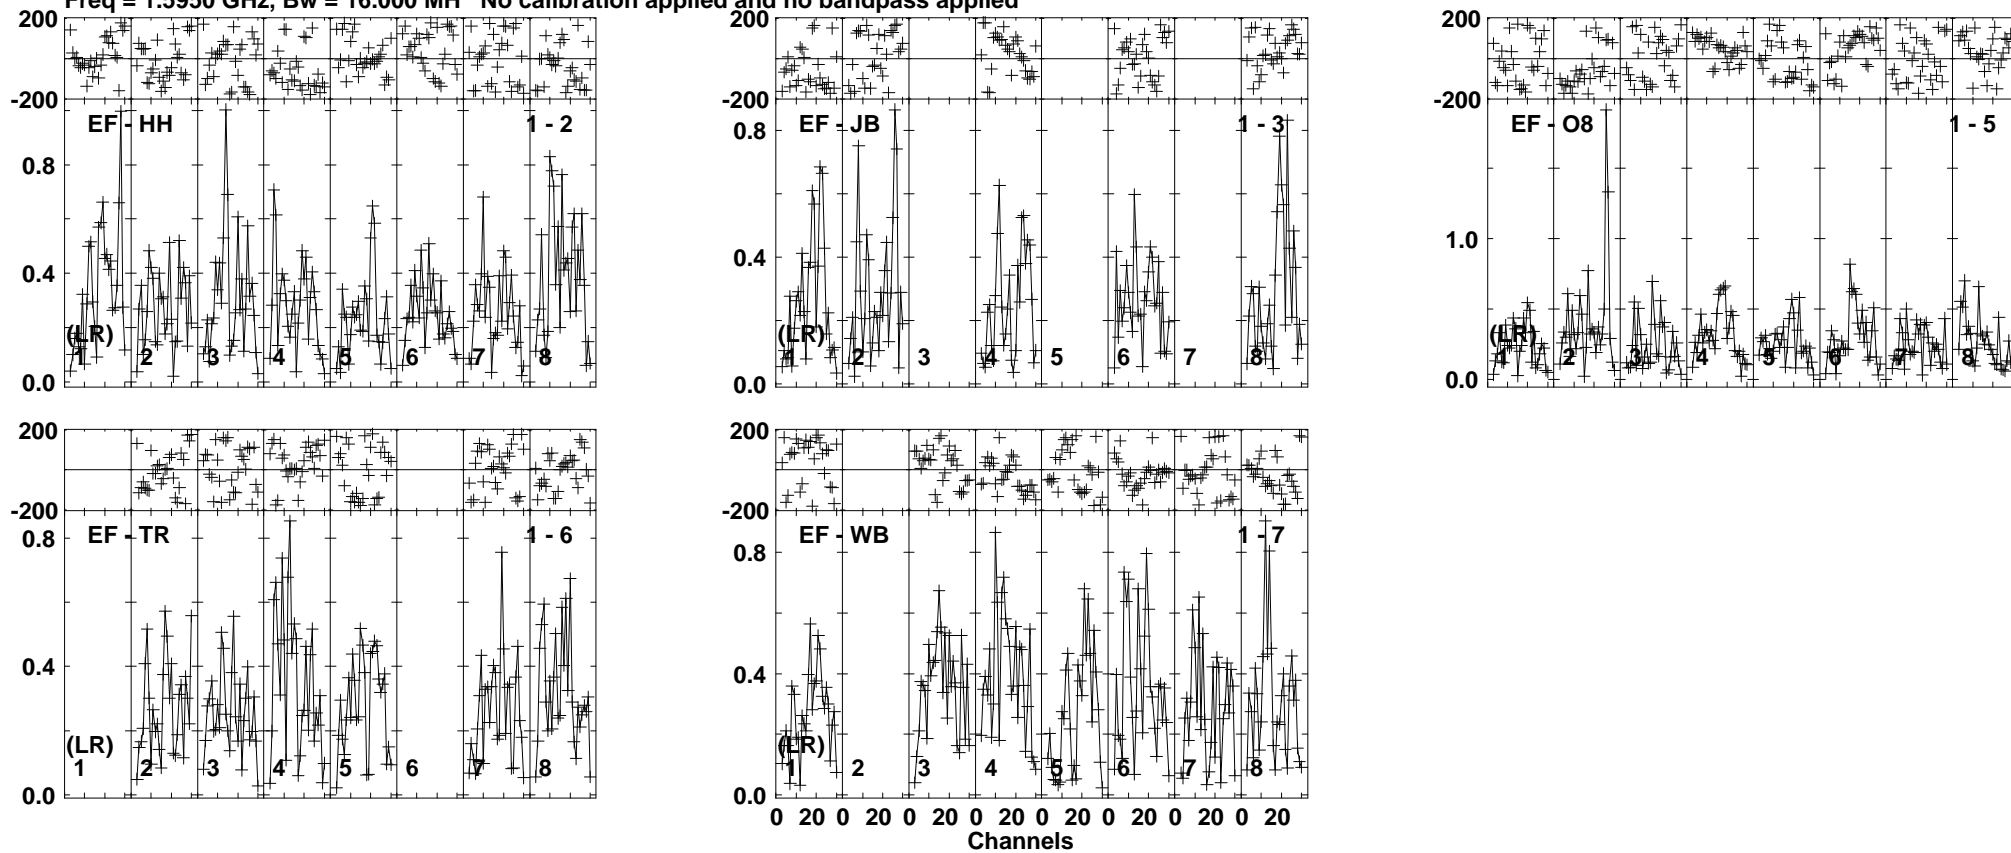 Freq = 1.5950 GHz, Bw = 16.000 MH No calibration applied and no bandpass applied
200
-200
EF - HH
1 - 2
0.8
0.4
0.0
(LR)
1 2 3 4 5 6 7 8
200
-200
EF - JB
1 - 3
0.8
0.4
0.0
(LR)
1 2 3 4 5 6 7 8
200
-200
EF - O8
1 - 5
1.0
0.0
(LR)
1 2 3 4 5 6 7 8
200
-200
EF - TR
1 - 6
0.8
0.4
0.0
(LR)
1 2 3 4 5 6 7 8
200
-200
EF - WB
1 - 7
0.8
0.4
0.0
(LR)
1 2 3 4 5 6 7 8
0 20 0 20 0 20 0 20 0 20 0 20 0 20 0 20
Channels